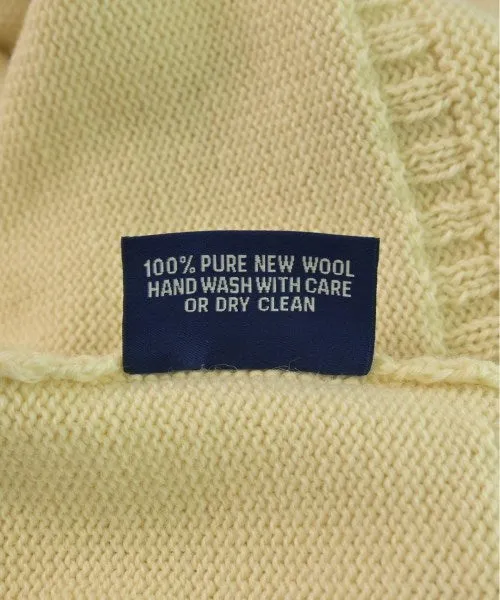 100% PURE NEW WOOL
HAND WASH WITH CARE
OR DRY CLEAN